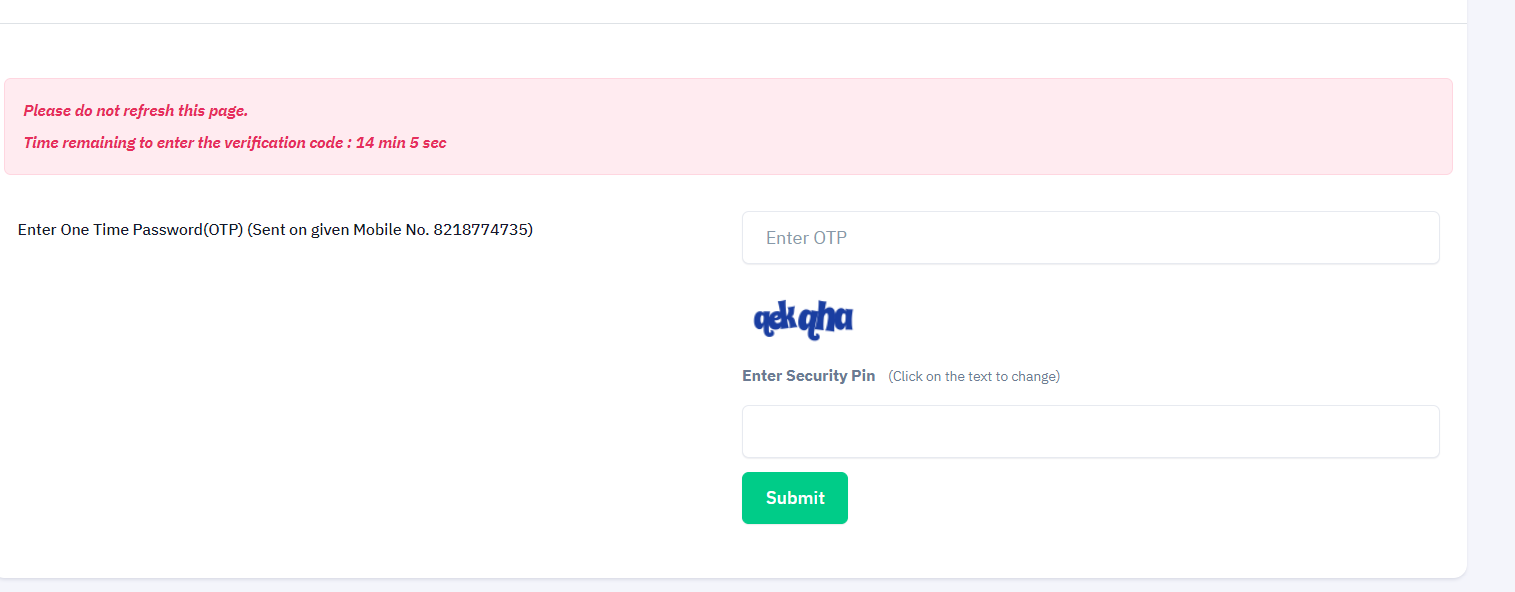 Please do not refresh this page.
Time remaining to enter the verification code : 14 min 5 sec
Enter One Time Password(OTP) (Sent on given Mobile No. 8218774735)
Enter OTP
qekqha
Enter Security Pin (Click on the text to change)
Submit